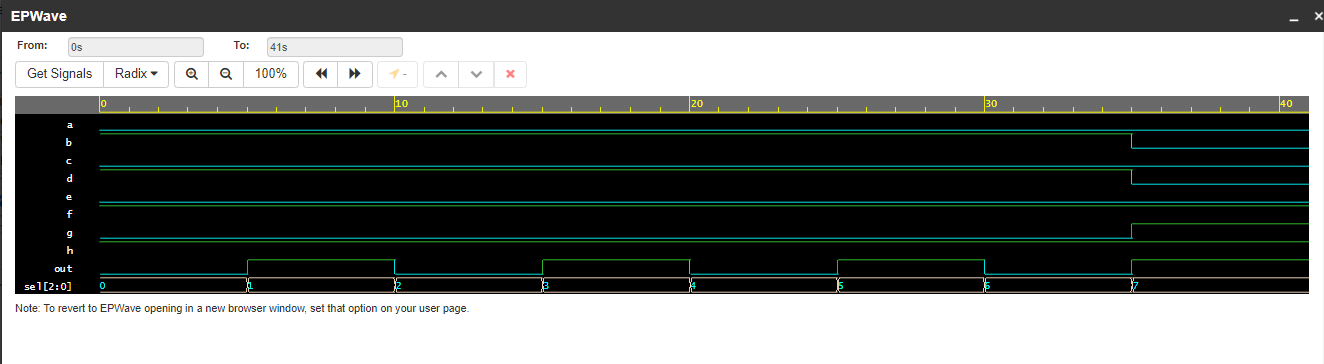 EPWave
From: 0s To: 41s
Get Signals Radix 100% -
0 10 20 30 40
a
b
c
d
e
f
g
h
out
sel[2:0] 0 1 2 3 4 5 6 7
Note: To revert to EPWave opening in a new browser window, set that option on your user page.